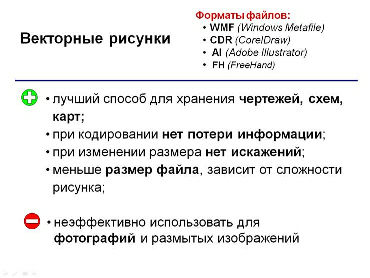 Форматы файлов:
• WMF (Windows Metafile)
• CDR (CorelDraw)
• AI (Adobe Illustrator)
• FH (FreeHand)
Векторные рисунки
• лучший способ для хранения чертежей, схем,
карт;
• при кодировании нет потери информации;
• при изменении размера нет искажений;
• меньше размер файла, зависит от сложности
рисунка;
• неэффективно использовать для
фотографий и размытых изображений